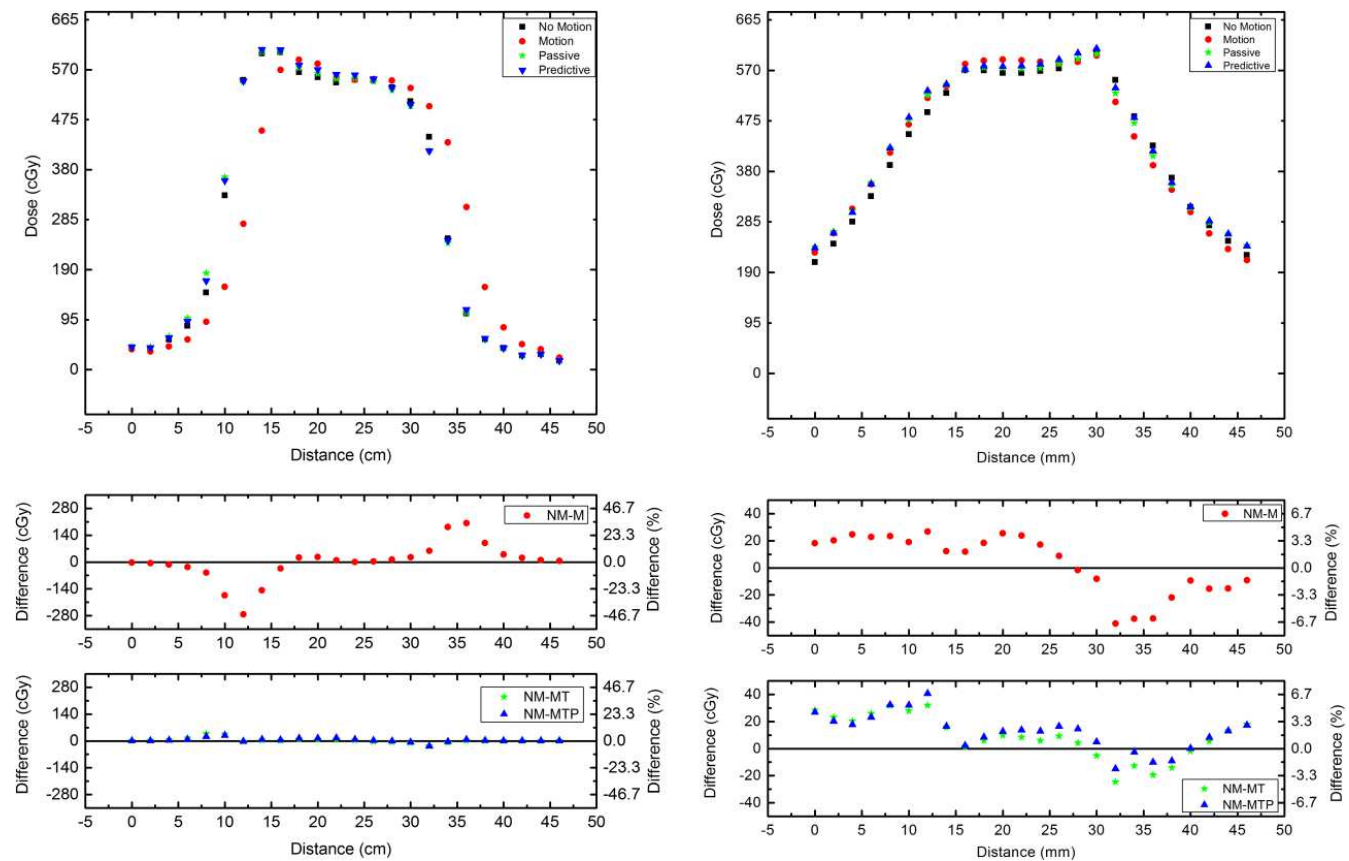 665
570
475
380
285
190
95
0
Dose (cGy)
No Motion
Motion
Passive
Predictive
-5 0 5 10 15 20 25 30 35 40 45 50
Distance (cm)
280
140
0
-140
-280
Difference (cGy)
NM-M
46.7
23.3
0.0
-23.3
-46.7
Difference (%)
-5 0 5 10 15 20 25 30 35 40 45 50
280
140
0
-140
-280
Difference (cGy)
NM-MT
NM-MTP
46.7
23.3
0.0
-23.3
-46.7
Difference (%)
-5 0 5 10 15 20 25 30 35 40 45 50
Distance (cm)
665
570
475
380
285
190
95
0
Dose (cGy)
No Motion
Motion
Passive
Predictive
-5 0 5 10 15 20 25 30 35 40 45 50
Distance (mm)
40
20
0
-20
-40
Difference (cGy)
NM-M
6.7
3.3
0.0
-3.3
-6.7
Difference (%)
-5 0 5 10 15 20 25 30 35 40 45 50
40
20
0
-20
-40
Difference (cGy)
NM-MT
NM-MTP
6.7
3.3
0.0
-3.3
-6.7
Difference (%)
-5 0 5 10 15 20 25 30 35 40 45 50
Distance (mm)